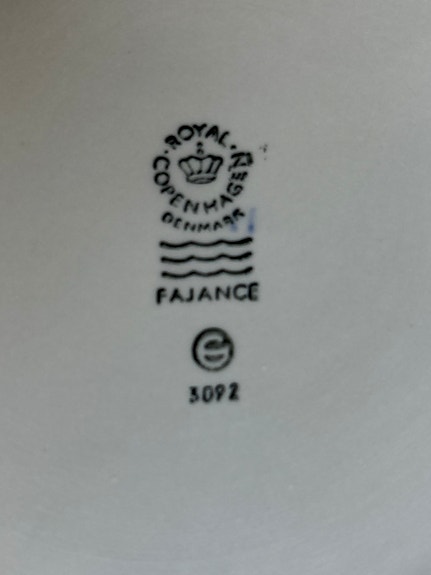 ROYAL
COPENHAGEN
DENMARK
FAJANCE
e
3092